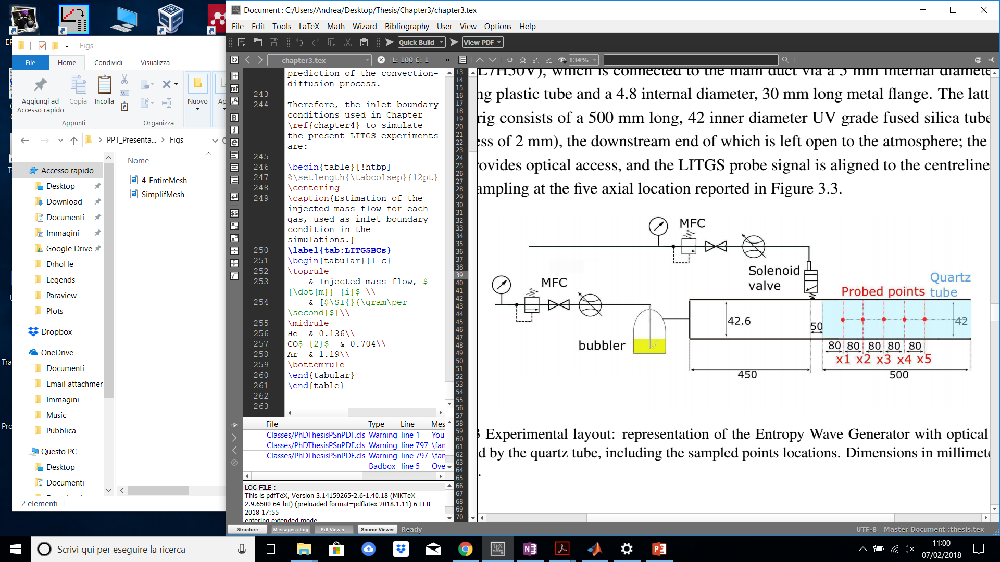 EP
Figs
File
Home
Condividi
Visualizza
Aggiungi ad
Accesso rapido
Copia
Incolla
Nuovo
Ap
Appunti
Organizza
PPT_Presenta... > Figs
Nome
4_EntireMesh
SimplifMesh
Accesso rapido
Desktop
Download
Documenti
Immagini
Google Drive
DrhoHe
Legends
Paraview
Plots
Dropbox
OneDrive
Documenti
Email attachmen
Immagini
Music
Pubblica
Questo PC
Desktop
Documenti
2 elementi
Tra
Pro
Document : C:/Users/Andrea/Desktop/Thesis/Chapter3/chapter3.tex
File Edit Tools LaTeX Math Wizard Bibliography User View Options Help
Quick Build
View PDF
chapter3.tex
L: 100 C: 1
134%
prediction of the convection-
diffusion process.
243
244 Therefore, the inlet boundary
conditions used in Chapter
\ref{chapter4} to simulate
the present LITGS experiments
are:
245
246 \begin{table}[!htbp]
247 %\setlength{\tabcolsep}{12pt}
248 \centering
249 \caption{Estimation of the
injected mass flow for each
gas, used as inlet boundary
condition in the
simulations.}
250 \label{tab:LITGSBCs}
251 \begin{tabular}{l c}
252 \toprule
253 & Injected mass flow, $
{\dot{m}}_{i}$ \\
254 & [$\SI{}{\gram\per
\second}$]\\
255 \midrule
256 He & 0.136\\
257 CO$_{2}$ & 0.704\\
258 Ar & 1.19\\
259 \bottomrule
260 \end{tabular}
261 \end{table}
262
263
File Type Line Mes
Classes/PhDThesisPSnPDF.cls Warning line 1 You
Classes/PhDThesisPSnPDF.cls Warning line 797 \fan
Classes/PhDThesisPSnPDF.cls Warning line 797 \fan
Badbox line 5 Ove
LOG FILE :
This is pdfTeX, Version 3.14159265-2.6-1.40.18 (MiKTeX
2.9.6500 64-bit) (preloaded format=pdflatex 2018.1.11) 6 FEB
2018 17:55
entering extended mode
Structure
Messages / Log
Pdf Viewer
Source Viewer
Ready
UTF-8
Master Document :thesis.tex
13
14
15
16
17
18
19
20
21
22
23
24
25
26
27
28
29
30
31
32
33
34
35
36
37
38
39
40
41
42
43
44
45
46
47
48
49
50
51
52
53
54
55
56
57
58
59
60
61
62
63
64
65
66
67
68
69
70
L7H50V), which is connected to the main duct via a 5 mm internal diamete
ng plastic tube and a 4.8 internal diameter, 30 mm long metal flange. The latt
rig consists of a 500 mm long, 42 inner diameter UV grade fused silica tube
ess of 2 mm), the downstream end of which is left open to the atmosphere; the
rovides optical access, and the LITGS probe signal is aligned to the centreline
ampling at the five axial location reported in Figure 3.3.
MFC
Solenoid
valve
MFC
Quartz
tube
Probed points
42.6
50
42
bubbler
80 80 80 80 80
x1 x2 x3 x4 x5
450
500
3 Experimental layout: representation of the Entropy Wave Generator with optical
d by the quartz tube, including the sampled points locations. Dimensions in millimete
.
Scrivi qui per eseguire la ricerca
11:00
07/02/2018